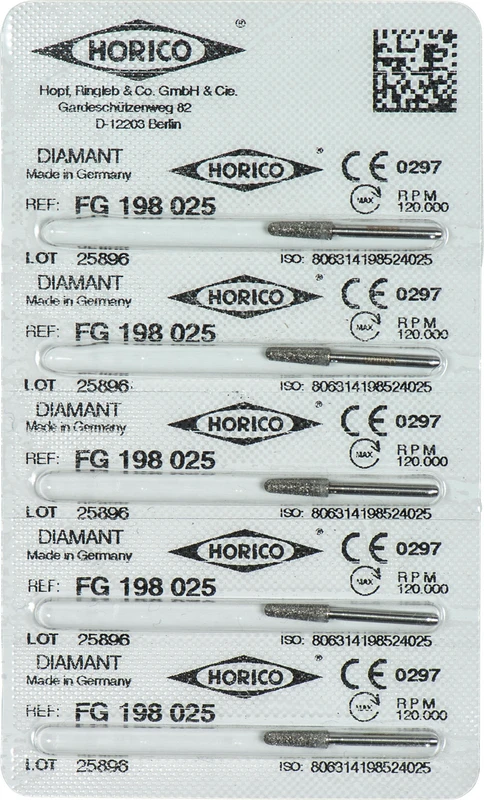 HORICO ®
Hopf, Ringleb & Co. GmbH & Cie.
Gardeschützenweg 82
D-12203 Berlin
DIAMANT HORICO ® CE 0297
Made in Germany MAX RPM
REF: FG 198 025 120.000
LOT 25896 ISO: 806314198524025
DIAMANT HORICO ® CE 0297
Made in Germany MAX RPM
REF: FG 198 025 120.000
LOT 25896 ISO: 806314198524025
DIAMANT HORICO ® CE 0297
Made in Germany MAX RPM
REF: FG 198 025 120.000
LOT 25896 ISO: 806314198524025
DIAMANT HORICO ® CE 0297
Made in Germany MAX RPM
REF: FG 198 025 120.000
LOT 25896 ISO: 806314198524025
DIAMANT HORICO ® CE 0297
Made in Germany MAX RPM
REF: FG 198 025 120.000
LOT 25896 ISO: 806314198524025